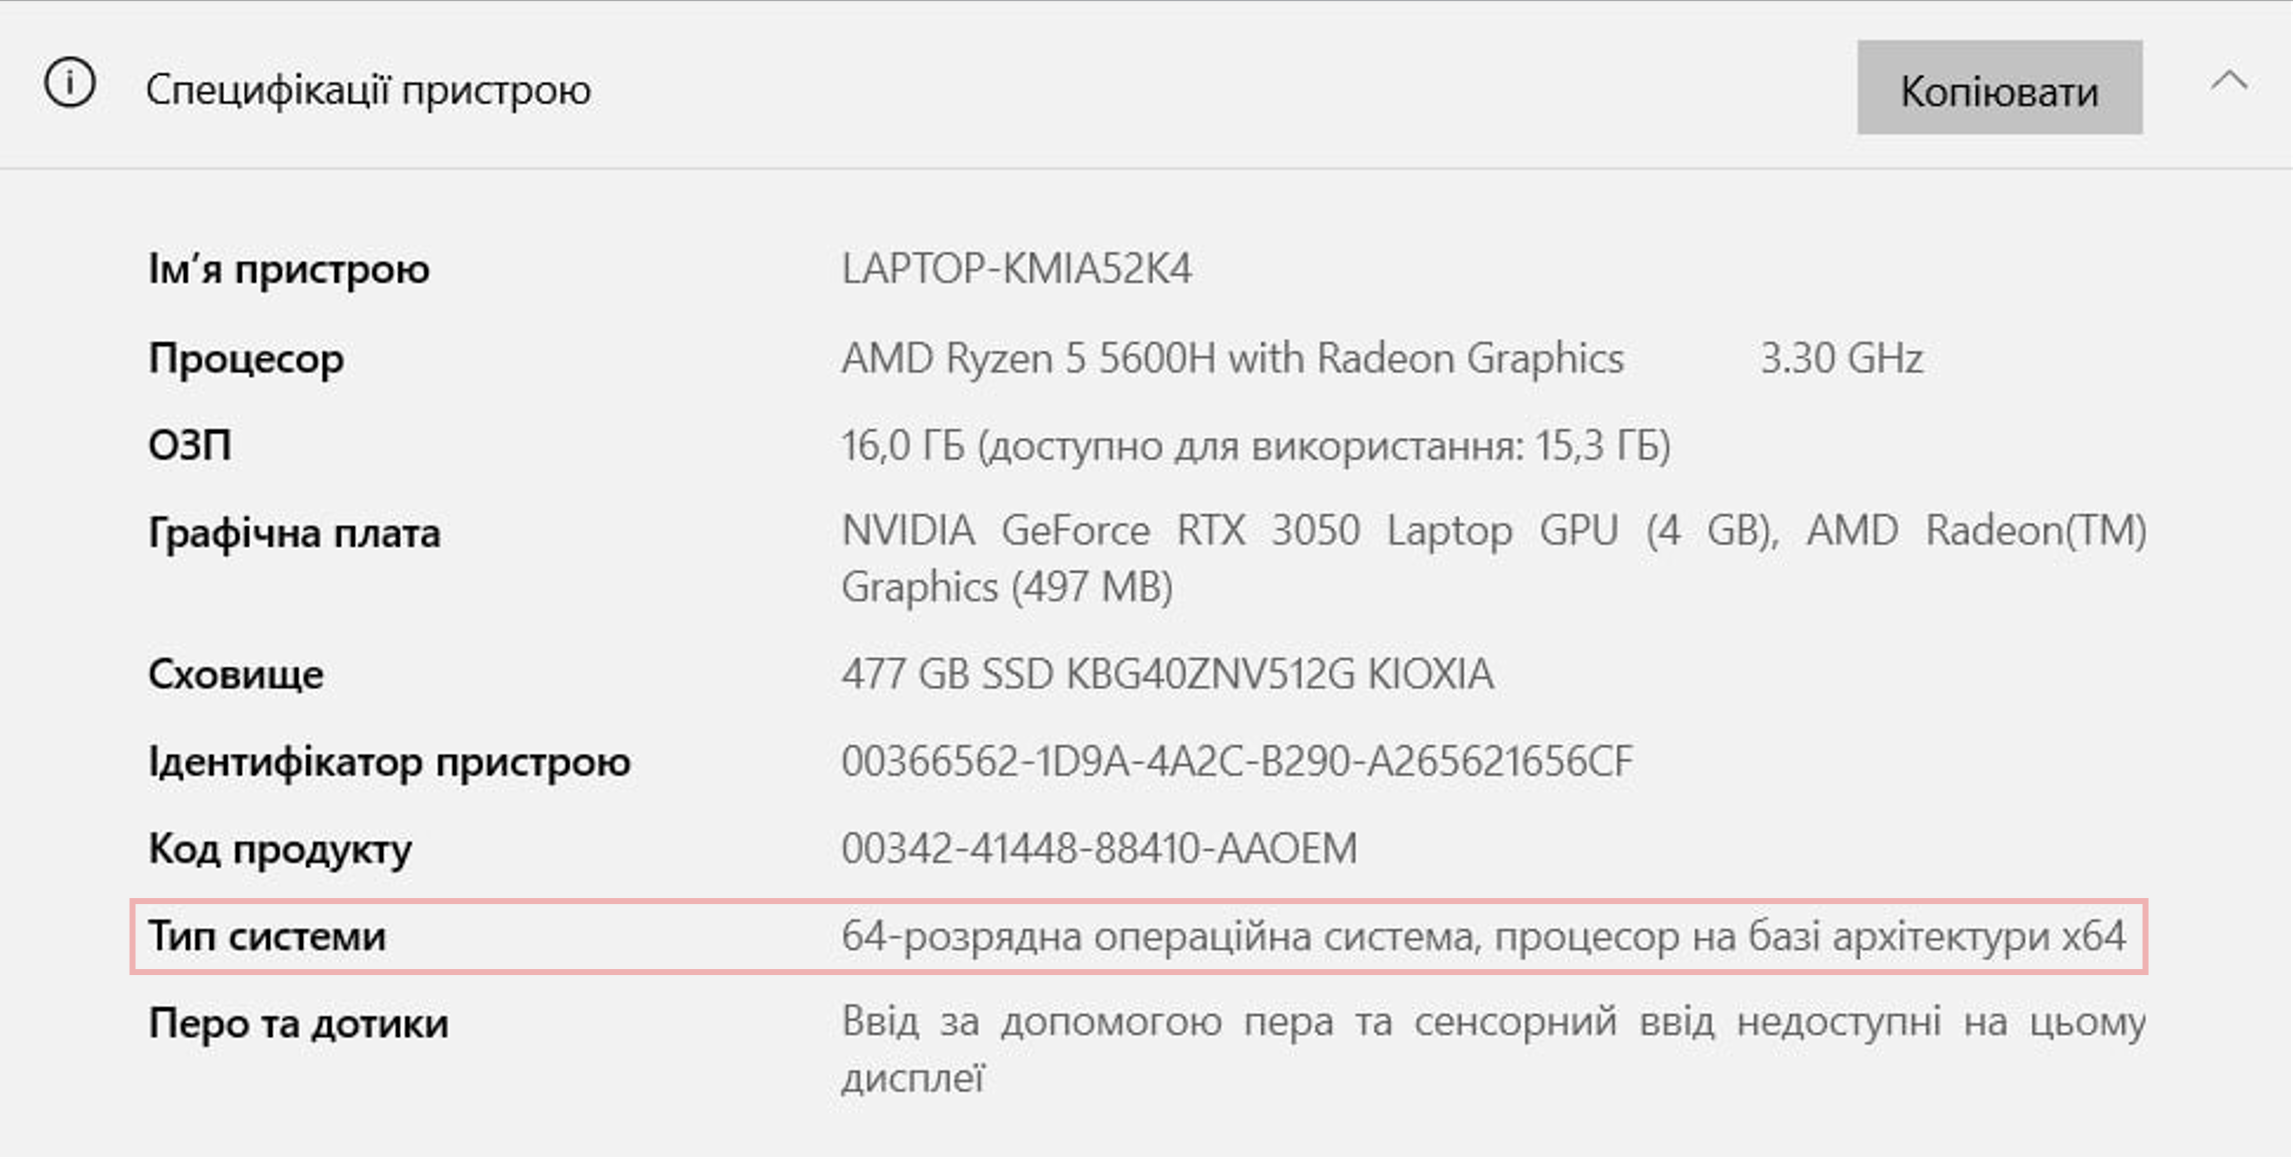 Специфікації пристрою
Копіювати
Ім’я пристрою LAPTOP-KMIA52K4
Процесор AMD Ryzen 5 5600H with Radeon Graphics 3.30 GHz
ОЗП 16,0 ГБ (доступно для використання: 15,3 ГБ)
Графічна плата NVIDIA GeForce RTX 3050 Laptop GPU (4 GB), AMD Radeon(TM)
Graphics (497 MB)
Сховище 477 GB SSD KBG40ZNV512G KIOXIA
Ідентифікатор пристрою 00366562-1D9A-4A2C-B290-A265621656CF
Код продукту 00342-41448-88410-AAOEM
Тип системи 64-розрядна операційна система, процесор на базі архітектури x64
Перо та дотики Ввід за допомогою пера та сенсорний ввід недоступні на цьому
дисплеї